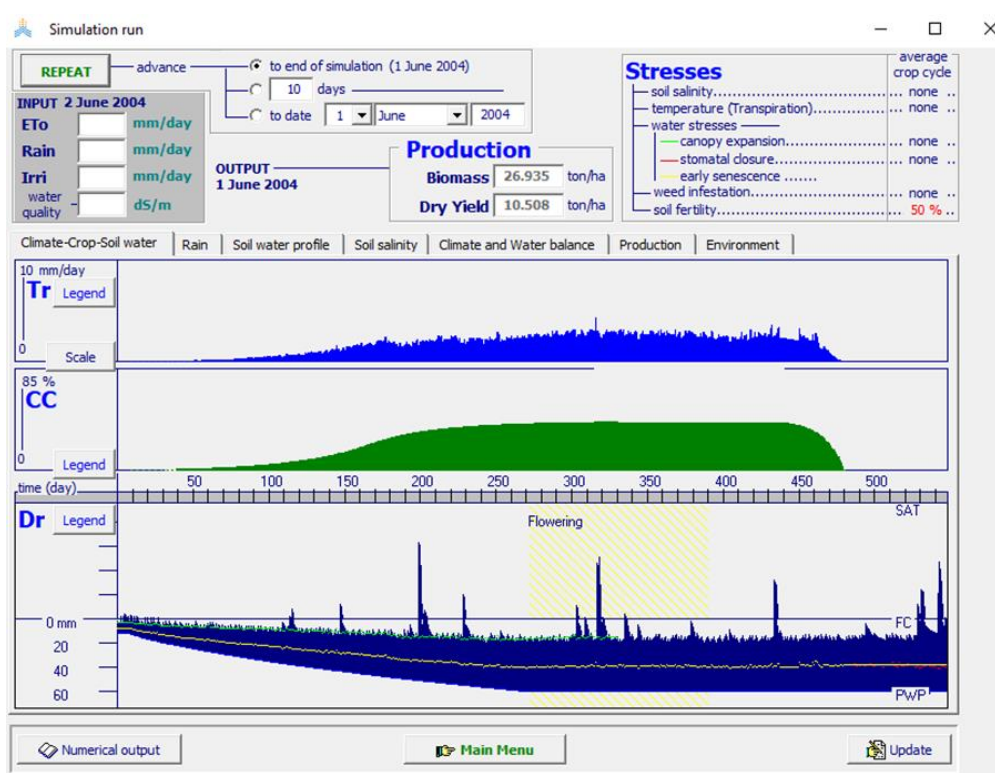 Simulation run
REPEAT
advance
to end of simulation (1 June 2004)
10 days
to date 1 June 2004
INPUT 2 June 2004
ETo mm/day
Rain mm/day
Irri mm/day
water quality dS/m
OUTPUT
1 June 2004
Production
Biomass 26.935 ton/ha
Dry Yield 10.508 ton/ha
Stresses
average
crop cycle
soil salinity................................ none ..
temperature (Transpiration)................ none ..
water stresses
canopy expansion........................ none
stomatal closure......................... none ..
early senescence .......
weed infestation............................ none ..
soil fertility.................................. 50 % ..
Climate-Crop-Soil water Rain Soil water profile Soil salinity Climate and Water balance Production Environment
10 mm/day
Tr Legend
0
Scale
85 %
CC
0
Legend
time (day) 50 100 150 200 250 300 350 400 450 500
Dr Legend
Flowering
SAT
0 mm
FC
20
40
60
PWP
Numerical output
Main Menu
Update